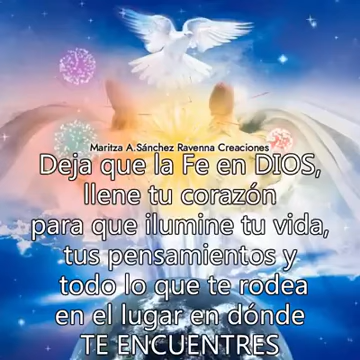 Maritza A.Sánchez Ravenna Creaciones
Deja que la Fe en DIOS,
llene tu corazón
para que ilumine tu vida,
tus pensamientos y
todo lo que te rodea
en el lugar en dónde
TE ENCUENTRES